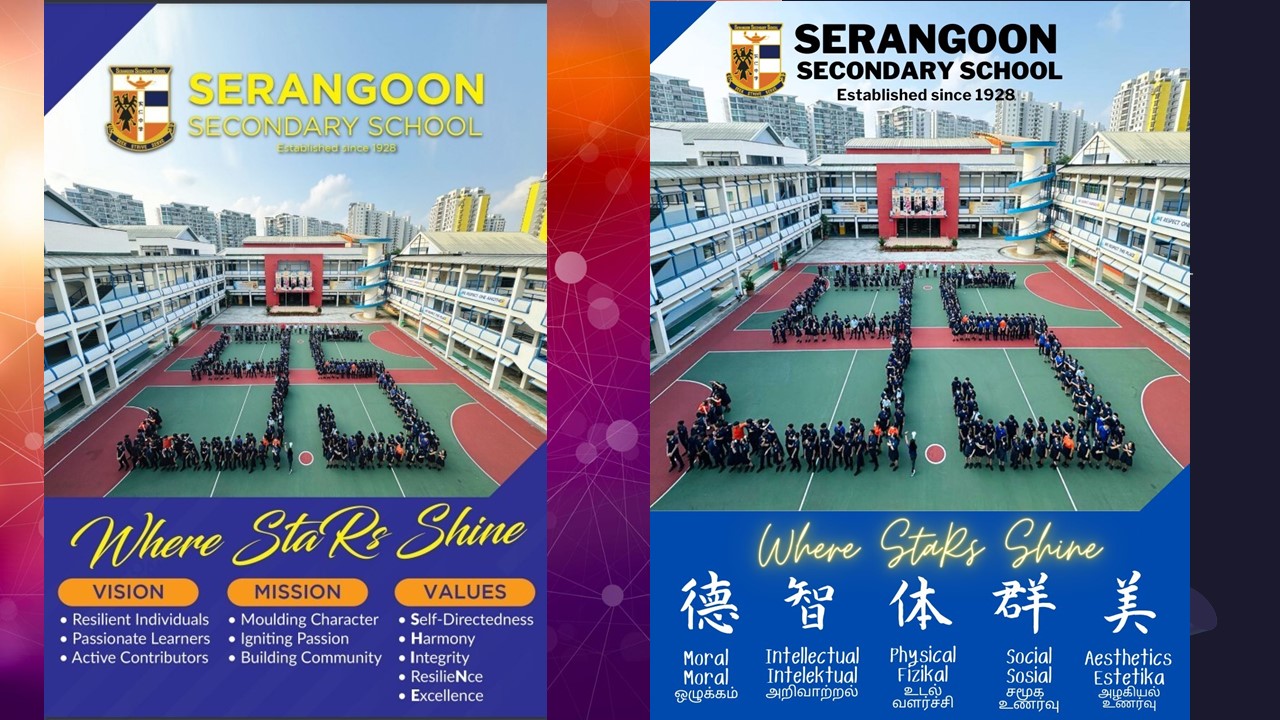 SERANGOON
SECONDARY SCHOOL
Established since 1928
95
Where StaRs Shine
VISION
• Resilient Individuals
• Passionate Learners
• Active Contributors
MISSION
• Moulding Character
• Igniting Passion
• Building Community
VALUES
• Self-Directedness
• Harmony
• Integrity
• ResilieNce
• Excellence
SERANGOON
SECONDARY SCHOOL
Established since 1928
95
Where StaRs Shine
德 智 体 群 美
Moral
Moral
ஒழுக்கம்
Intellectual
Intelektual
அறிவாற்றல்
Physical
Fizikal
உடல்
வளர்ச்சி
Social
Sosial
சமூக
உணர்வு
Aesthetics
Estetika
அழகியல்
உணர்வு